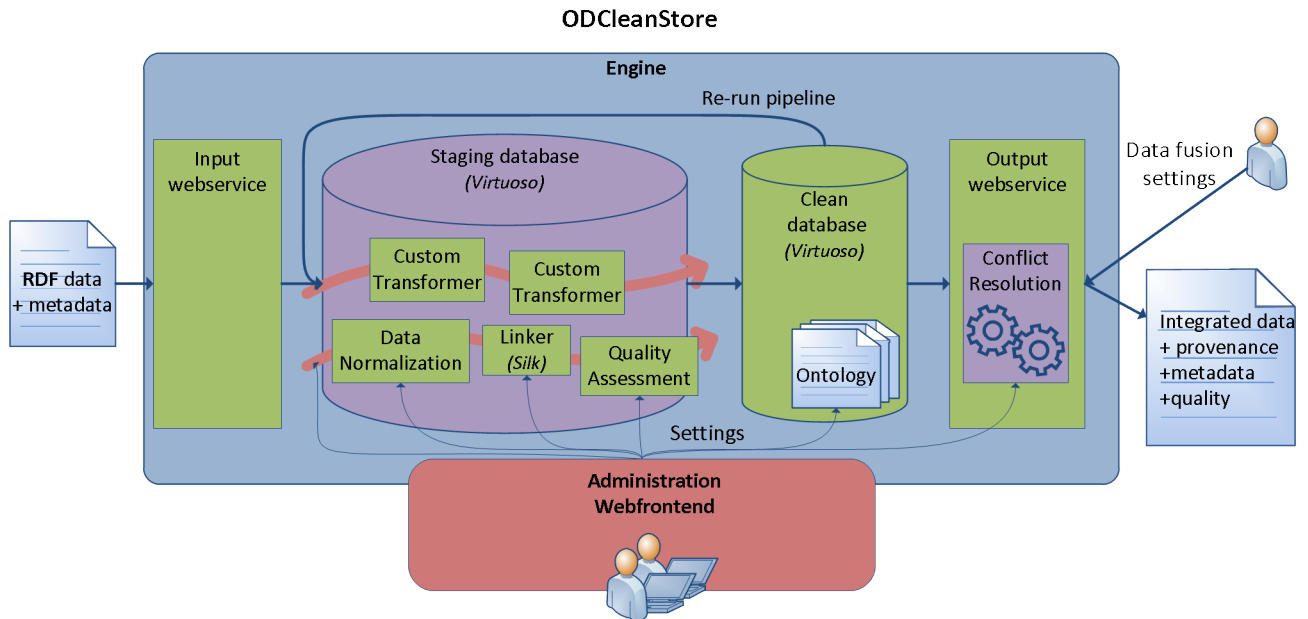 ODCleanStore
Engine
Re-run pipeline
Input
webservice
Staging database
(Virtuoso)
Clean
database
(Virtuoso)
Output
webservice
Data fusion
settings
RDF data
+ metadata
Custom
Transformer
Custom
Transformer
Conflict
Resolution
Data
Normalization
Linker
(Silk)
Quality
Assessment
Ontology
Integrated data
+ provenance
+metadata
+quality
Settings
Administration
Webfrontend